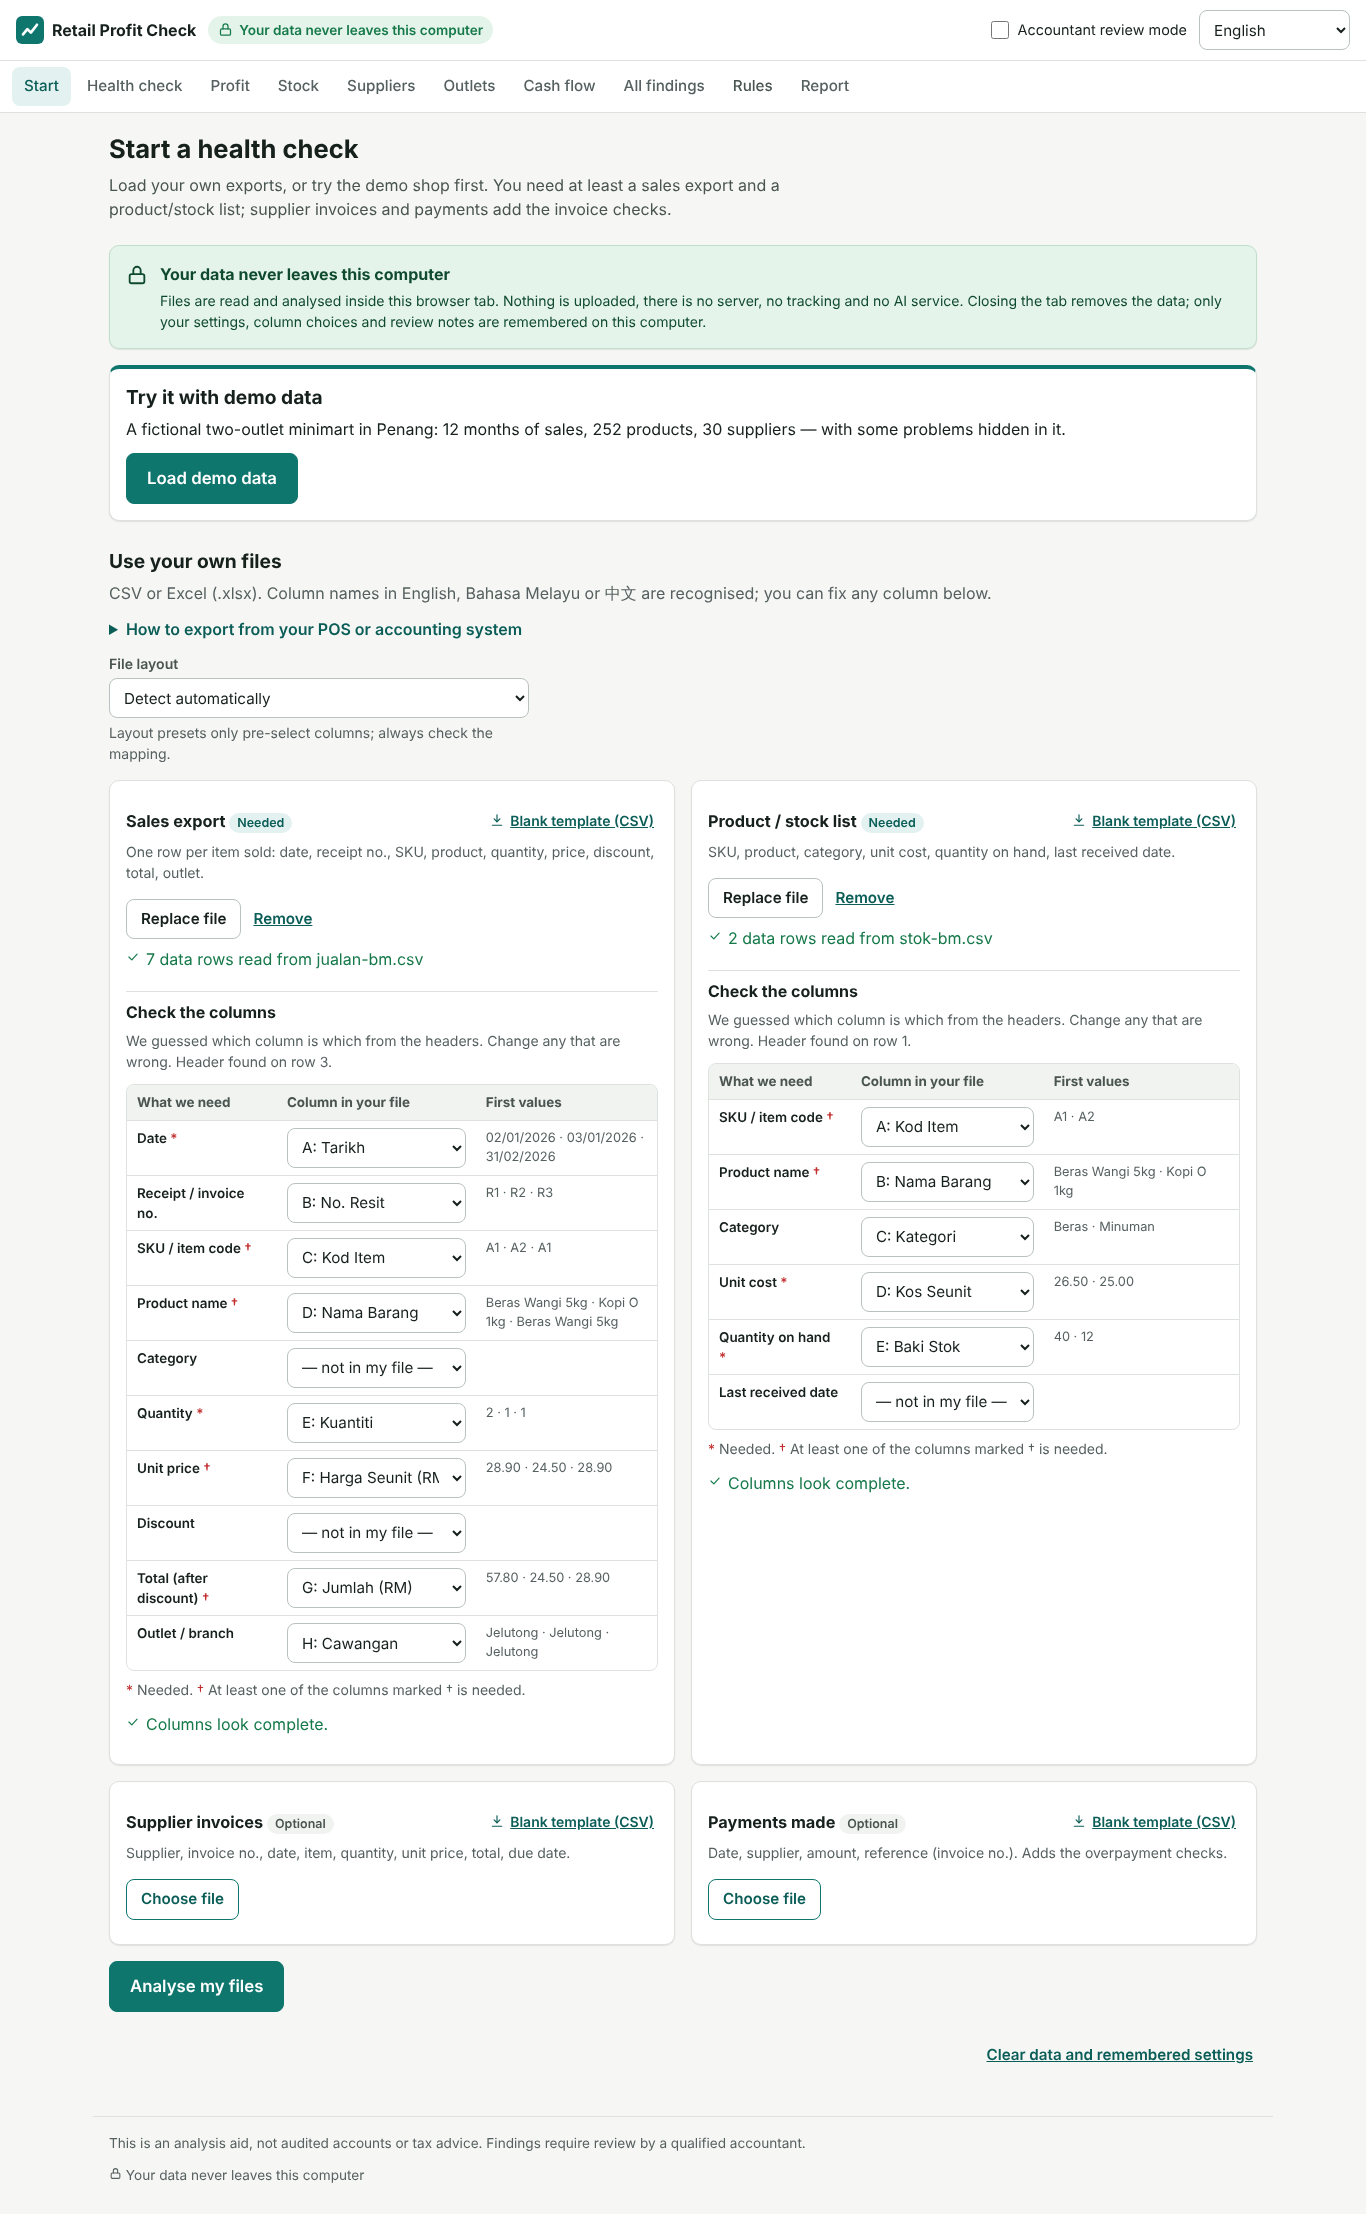 Retail Profit Check
Your data never leaves this computer
Accountant review mode
English
Start
Health check
Profit
Stock
Suppliers
Outlets
Cash flow
All findings
Rules
Report
Start a health check
Load your own exports, or try the demo shop first. You need at least a sales export and a
product/stock list; supplier invoices and payments add the invoice checks.
Your data never leaves this computer
Files are read and analysed inside this browser tab. Nothing is uploaded, there is no server, no tracking and no AI service. Closing the tab removes the data; only
your settings, column choices and review notes are remembered on this computer.
Try it with demo data
A fictional two-outlet minimart in Penang: 12 months of sales, 252 products, 30 suppliers — with some problems hidden in it.
Load demo data
Use your own files
CSV or Excel (.xlsx). Column names in English, Bahasa Melayu or 中文 are recognised; you can fix any column below.
▶ How to export from your POS or accounting system
File layout
Detect automatically
Layout presets only pre-select columns; always check the
mapping.
Sales export Needed
Blank template (CSV)
One row per item sold: date, receipt no., SKU, product, quantity, price, discount,
total, outlet.
Replace file
Remove
✓ 7 data rows read from jualan-bm.csv
Check the columns
We guessed which column is which from the headers. Change any that are
wrong. Header found on row 3.
What we need
Column in your file
First values
Date *
A: Tarikh
02/01/2026 · 03/01/2026 ·
31/02/2026
Receipt / invoice
no.
B: No. Resit
R1 · R2 · R3
SKU / item code †
C: Kod Item
A1 · A2 · A1
Product name †
D: Nama Barang
Beras Wangi 5kg · Kopi O
1kg · Beras Wangi 5kg
Category
— not in my file —
Quantity *
E: Kuantiti
2 · 1 · 1
Unit price †
F: Harga Seunit (RM
28.90 · 24.50 · 28.90
Discount
— not in my file —
Total (after
discount) †
G: Jumlah (RM)
57.80 · 24.50 · 28.90
Outlet / branch
H: Cawangan
Jelutong · Jelutong ·
Jelutong
* Needed. † At least one of the columns marked † is needed.
✓ Columns look complete.
Product / stock list Needed
Blank template (CSV)
SKU, product, category, unit cost, quantity on hand, last received date.
Replace file
Remove
✓ 2 data rows read from stok-bm.csv
Check the columns
We guessed which column is which from the headers. Change any that are
wrong. Header found on row 1.
What we need
Column in your file
First values
SKU / item code †
A: Kod Item
A1 · A2
Product name †
B: Nama Barang
Beras Wangi 5kg · Kopi O
1kg
Category
C: Kategori
Beras · Minuman
Unit cost *
D: Kos Seunit
26.50 · 25.00
Quantity on hand
*
E: Baki Stok
40 · 12
Last received date
— not in my file —
* Needed. † At least one of the columns marked † is needed.
✓ Columns look complete.
Supplier invoices Optional
Blank template (CSV)
Supplier, invoice no., date, item, quantity, unit price, total, due date.
Choose file
Payments made Optional
Blank template (CSV)
Date, supplier, amount, reference (invoice no.). Adds the overpayment checks.
Choose file
Analyse my files
Clear data and remembered settings
This is an analysis aid, not audited accounts or tax advice. Findings require review by a qualified accountant.
Your data never leaves this computer